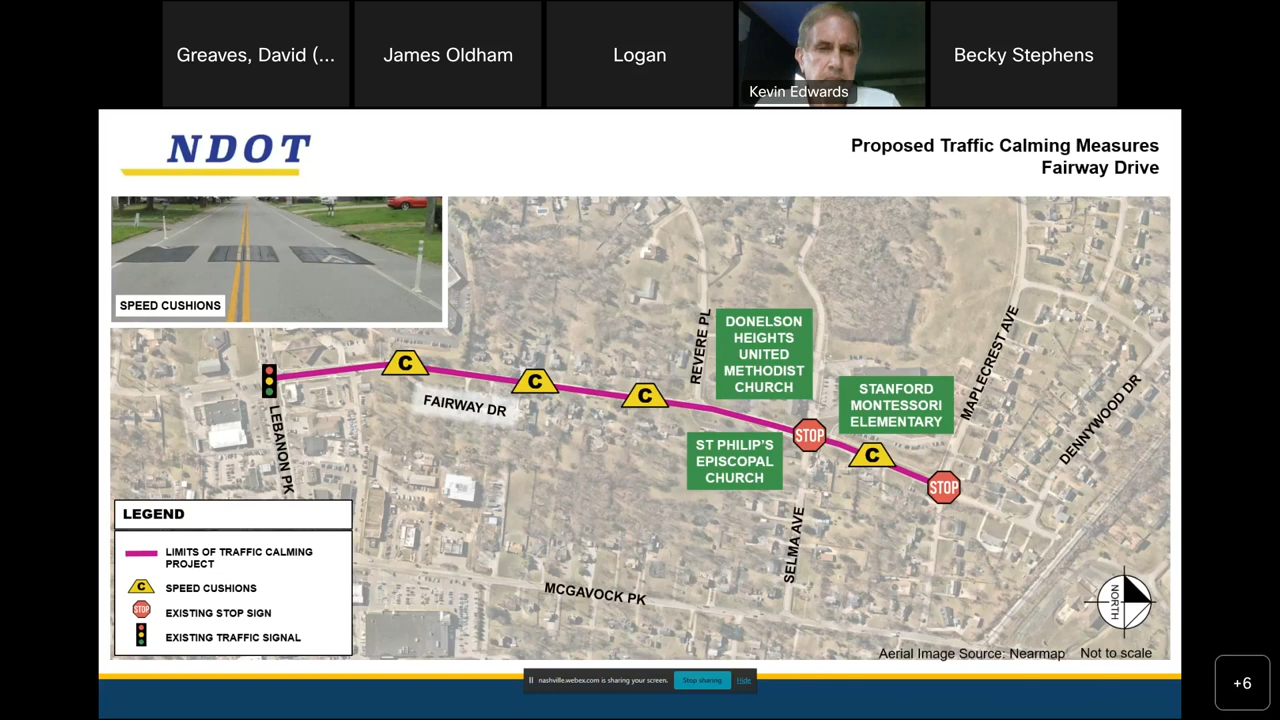 Greaves, David (...
James Oldham
Logan
Kevin Edwards
Becky Stephens
NDOT
Proposed Traffic Calming Measures
Fairway Drive
SPEED CUSHIONS
C
C
C
C
STOP
STOP
FAIRWAY DR
LEBANON PK
REVERE PL
DONELSON
HEIGHTS
UNITED
METHODIST
CHURCH
STANFORD
MONTESSORI
ELEMENTARY
ST PHILIP'S
EPISCOPAL
CHURCH
MAPLECREST AVE
DENNYWOOD DR
SELMA AVE
MCGAVOCK PK
LEGEND
LIMITS OF TRAFFIC CALMING
PROJECT
C
SPEED CUSHIONS
STOP
EXISTING STOP SIGN
EXISTING TRAFFIC SIGNAL
NORTH
Aerial Image Source: Nearmap
Not to scale
nashville.webex.com is sharing your screen.
Stop sharing
Hide
+6